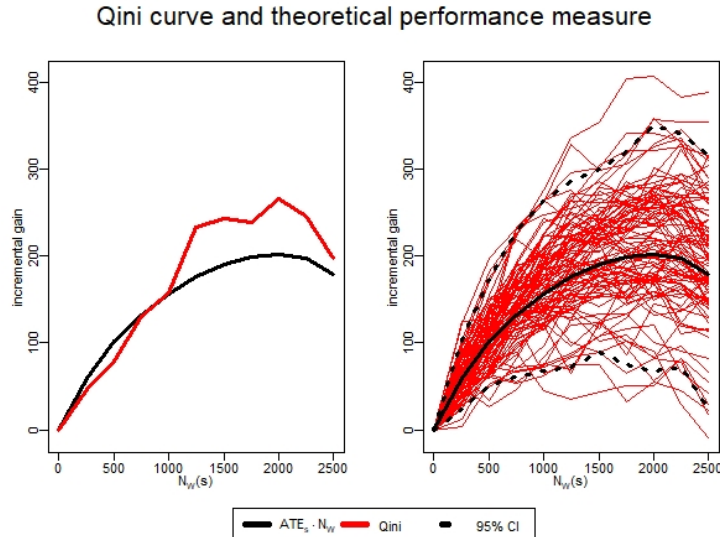 Qini curve and theoretical performance measure
incremental gain
0
100
200
300
400
0 500 1000 1500 2000 2500
N_W(s)
incremental gain
0
100
200
300
400
0 500 1000 1500 2000 2500
N_W(s)
ATE_s · N_W Qini 95% CI